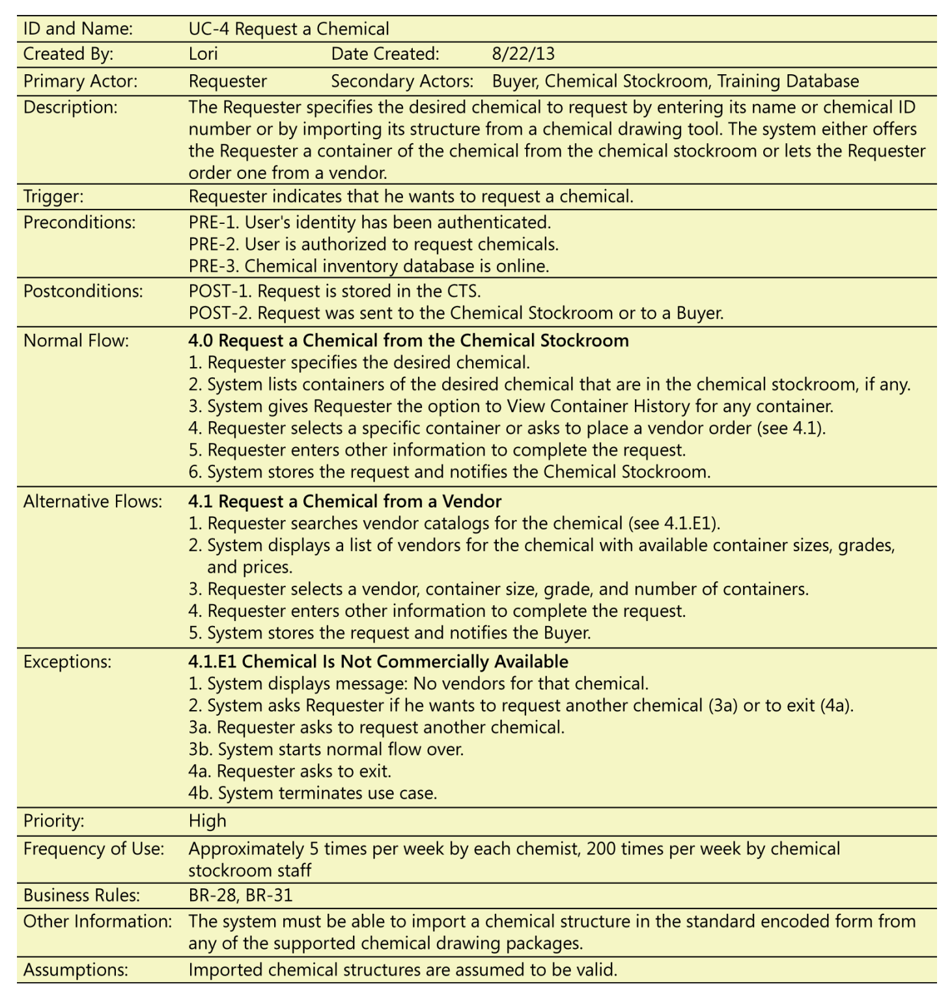 ID and Name: UC-4 Request a Chemical
Created By: Lori Date Created: 8/22/13
Primary Actor: Requester Secondary Actors: Buyer, Chemical Stockroom, Training Database
Description: The Requester specifies the desired chemical to request by entering its name or chemical ID
number or by importing its structure from a chemical drawing tool. The system either offers
the Requester a container of the chemical from the chemical stockroom or lets the Requester
order one from a vendor.
Trigger: Requester indicates that he wants to request a chemical.
Preconditions: PRE-1. User's identity has been authenticated.
PRE-2. User is authorized to request chemicals.
PRE-3. Chemical inventory database is online.
Postconditions: POST-1. Request is stored in the CTS.
POST-2. Request was sent to the Chemical Stockroom or to a Buyer.
Normal Flow: 4.0 Request a Chemical from the Chemical Stockroom
1. Requester specifies the desired chemical.
2. System lists containers of the desired chemical that are in the chemical stockroom, if any.
3. System gives Requester the option to View Container History for any container.
4. Requester selects a specific container or asks to place a vendor order (see 4.1).
5. Requester enters other information to complete the request.
6. System stores the request and notifies the Chemical Stockroom.
Alternative Flows: 4.1 Request a Chemical from a Vendor
1. Requester searches vendor catalogs for the chemical (see 4.1.E1).
2. System displays a list of vendors for the chemical with available container sizes, grades,
and prices.
3. Requester selects a vendor, container size, grade, and number of containers.
4. Requester enters other information to complete the request.
5. System stores the request and notifies the Buyer.
Exceptions: 4.1.E1 Chemical Is Not Commercially Available
1. System displays message: No vendors for that chemical.
2. System asks Requester if he wants to request another chemical (3a) or to exit (4a).
3a. Requester asks to request another chemical.
3b. System starts normal flow over.
4a. Requester asks to exit.
4b. System terminates use case.
Priority: High
Frequency of Use: Approximately 5 times per week by each chemist, 200 times per week by chemical
stockroom staff
Business Rules: BR-28, BR-31
Other Information: The system must be able to import a chemical structure in the standard encoded form from
any of the supported chemical drawing packages.
Assumptions: Imported chemical structures are assumed to be valid.